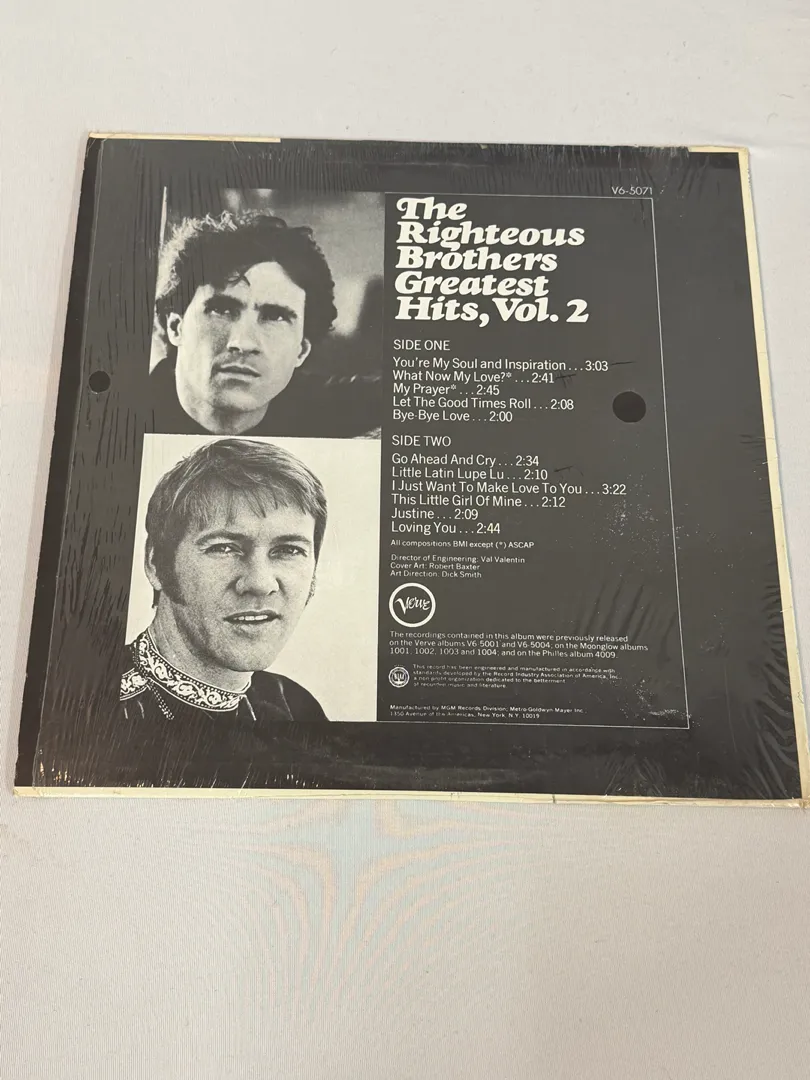 V6-5071
The
Righteous
Brothers
Greatest
Hits, Vol. 2
SIDE ONE
You're My Soul and Inspiration...3:03
What Now My Love?*...2:41
My Prayer*...2:45
Let The Good Times Roll...2:08
Bye-Bye Love...2:00
SIDE TWO
Go Ahead And Cry...2:34
Little Latin Lupe Lu...2:10
I Just Want To Make Love To You...3:22
This Little Girl Of Mine...2:12
Justine...2:09
Loving You...2:44
All compositions BMI except (*) ASCAP
Director of Engineering: Val Valentin
Cover Art: Robert Baxter
Art Direction: Dick Smith
Verve
The recordings contained in this album were previously released
on the Verve albums V6-5001 and V6-5004; on the Moonglow albums
1001, 1002, 1003 and 1004; and on the Philles album 4009.
This record has been engineered and manufactured in accordance with
standards developed by the Record Industry Association of America, Inc.,
a non-profit organization dedicated to the betterment
of recorded music and literature.
Manufactured by MGM Records Division, Metro-Goldwyn-Mayer Inc.
1350 Avenue of the Americas, New York, N.Y. 10019